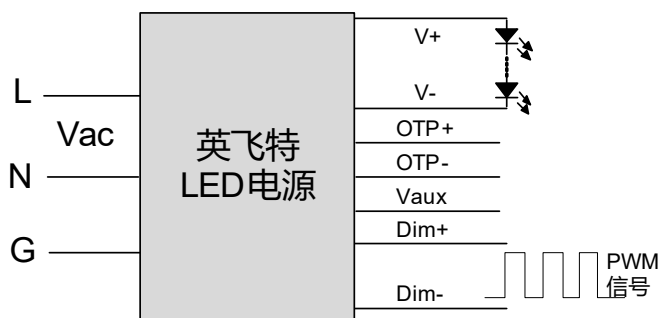 L
Vac
N
G
英飞特
LED电源
V+
V-
OTP+
OTP-
Vaux
Dim+
Dim-
PWM
信号